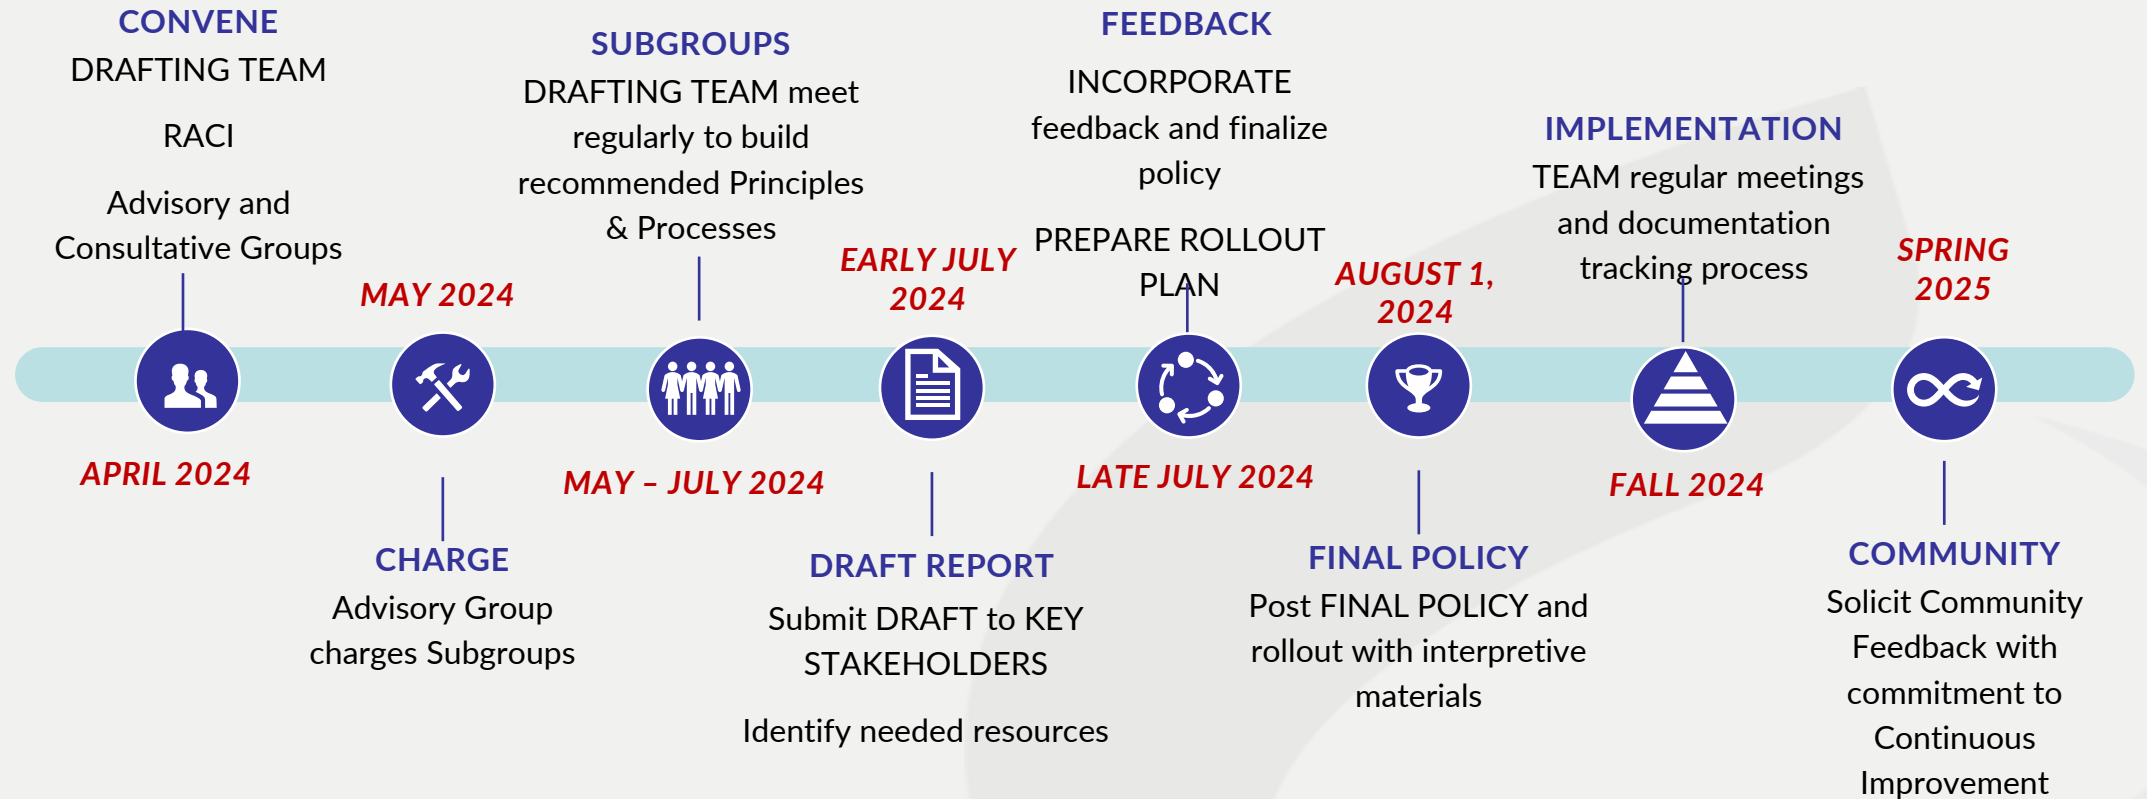 CONVENE
DRAFTING TEAM
RACI
Advisory and
Consultative Groups
APRIL 2024
MAY 2024
CHARGE
Advisory Group
charges Subgroups
SUBGROUPS
DRAFTING TEAM meet
regularly to build
recommended Principles
& Processes
MAY – JULY 2024
EARLY JULY
2024
DRAFT REPORT
Submit DRAFT to KEY
STAKEHOLDERS
Identify needed resources
FEEDBACK
INCORPORATE
feedback and finalize
policy
PREPARE ROLLOUT
PLAN
LATE JULY 2024
AUGUST 1,
2024
FINAL POLICY
Post FINAL POLICY and
rollout with interpretive
materials
IMPLEMENTATION
TEAM regular meetings
and documentation
tracking process
FALL 2024
SPRING
2025
COMMUNITY
Solicit Community
Feedback with
commitment to
Continuous
Improvement